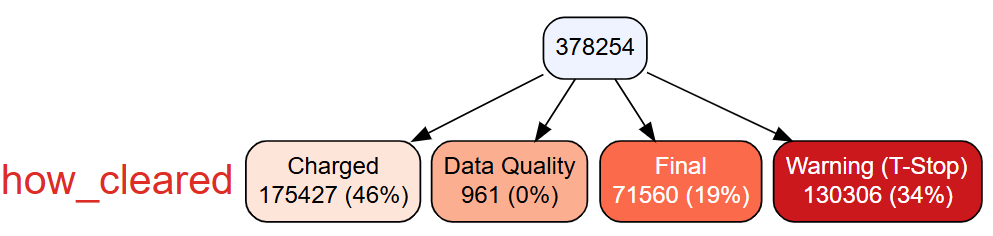 378254
how_cleared
Charged
175427 (46%)
Data Quality
961 (0%)
Final
71560 (19%)
Warning (T-Stop)
130306 (34%)